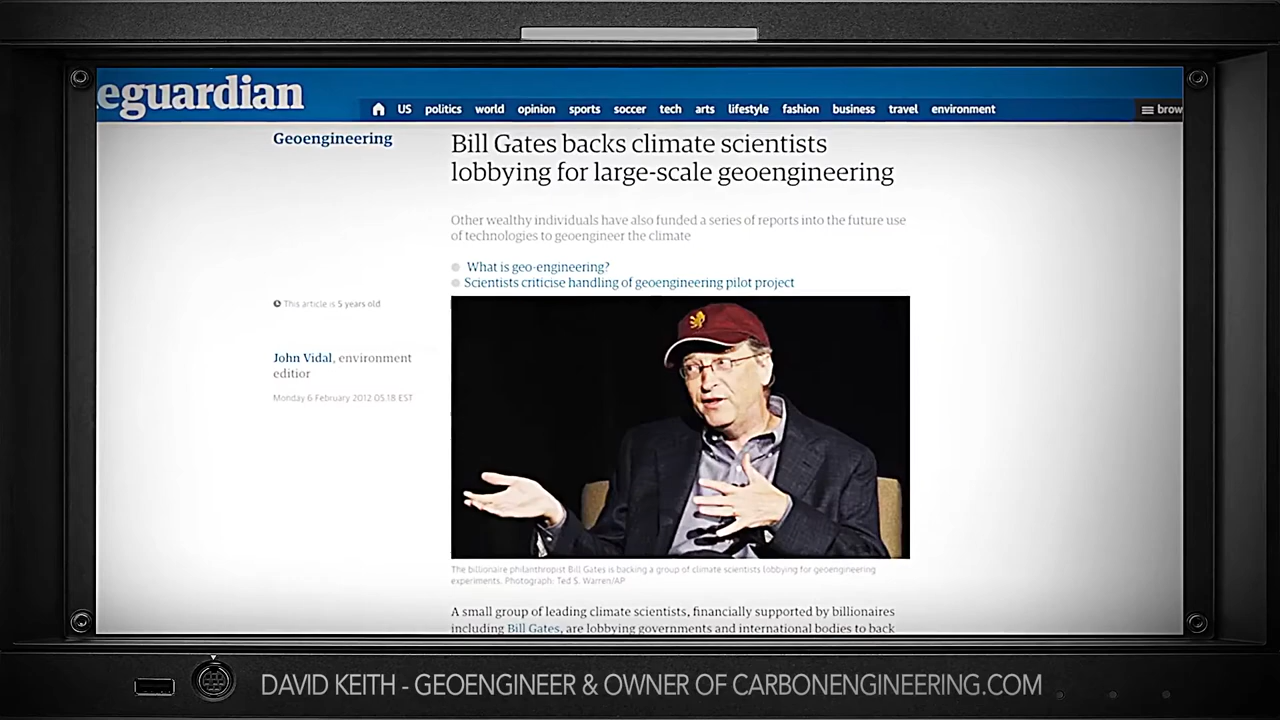 eguardian
US politics world opinion sports soccer tech arts lifestyle fashion business travel environment brow
Geoengineering
Bill Gates backs climate scientists
lobbying for large-scale geoengineering
Other wealthy individuals have also funded a series of reports into the future use
of technologies to geoengineer the climate
What is geo-engineering?
Scientists criticise handling of geoengineering pilot project
This article is 5 years old
John Vidal, environment
editior
Monday 6 February 2012 05.18 EST
The billionaire philanthropist Bill Gates is backing a group of climate scientists lobbying for geoengineering
experiments. Photograph: Ted S. Warren/AP
A small group of leading climate scientists, financially supported by billionaires
including Bill Gates, are lobbying governments and international bodies to back
DAVID KEITH - GEOENGINEER & OWNER OF CARBONENGINEERING.COM